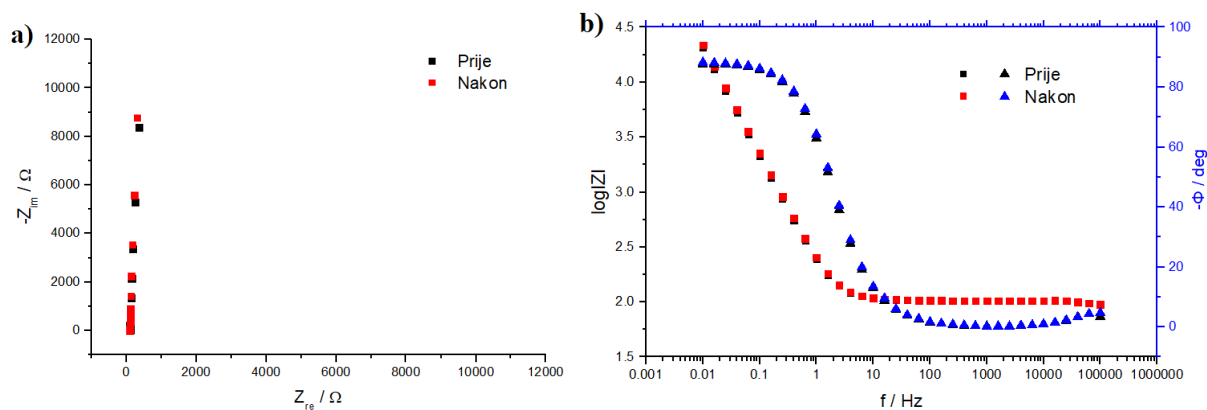 a)
12000
10000
8000
6000
4000
2000
0
-Z_im / Ω
0 2000 4000 6000 8000 10000 12000
Z_re / Ω
Prije
Nakon
b)
4.5
4.0
3.5
3.0
2.5
2.0
1.5
logIZI
100
80
60
40
20
0
-Φ / deg
0.001 0.01 0.1 1 10 100 1000 10000 100000 1000000
f / Hz
Prije
Nakon